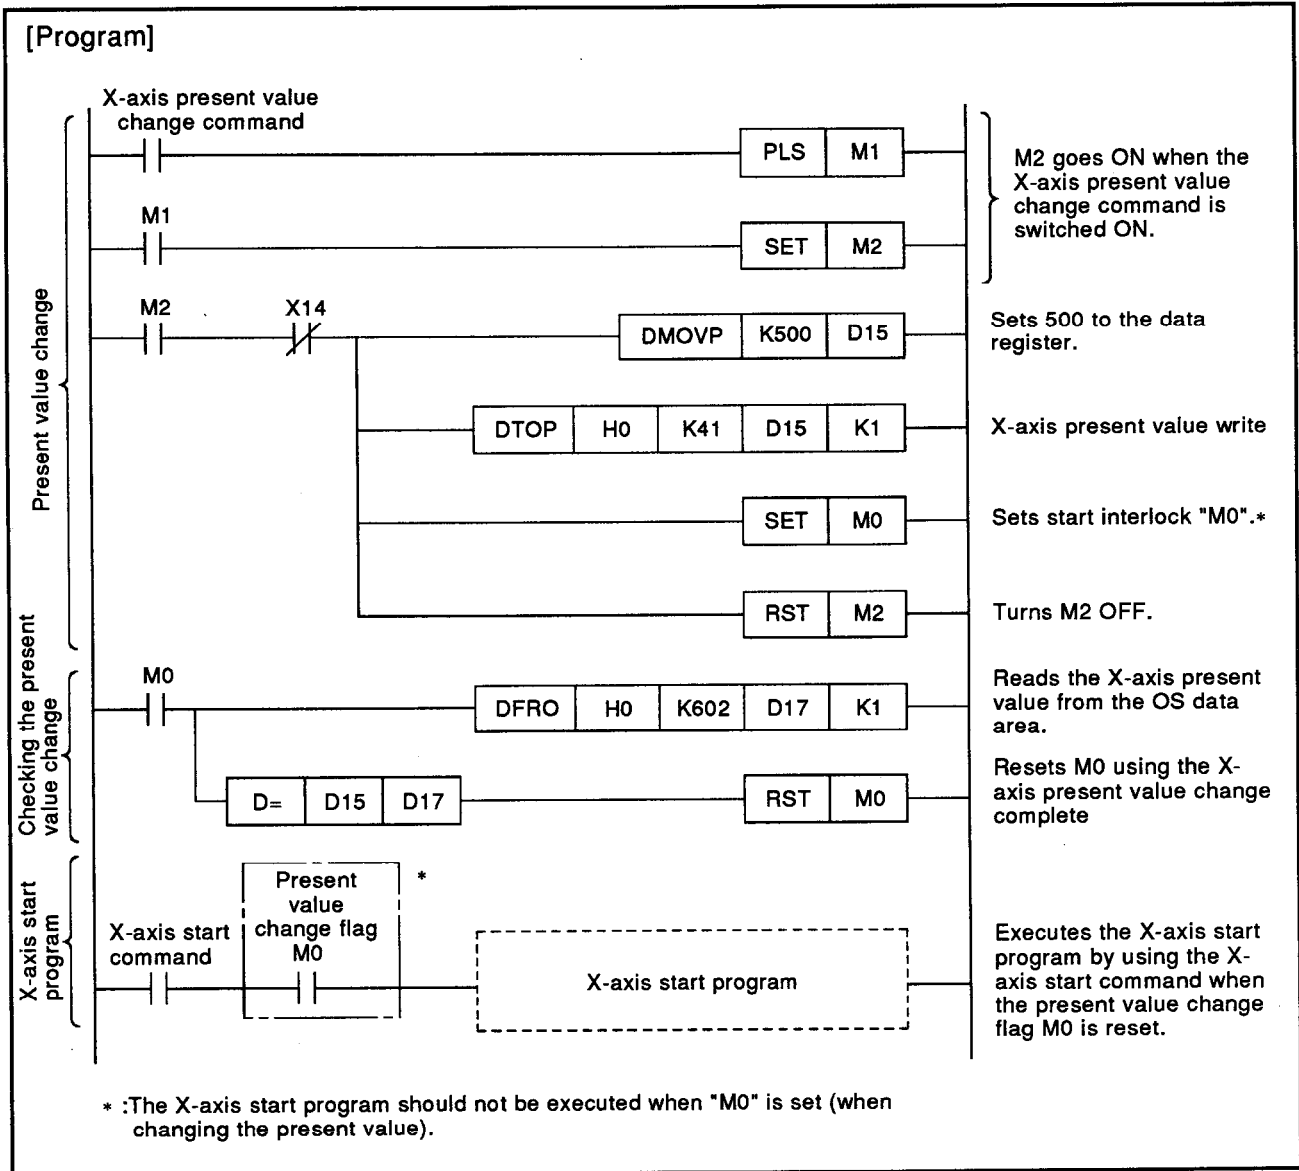 [Program]
X-axis present value
change command
PLS M1
M2 goes ON when the
X-axis present value
change command is
switched ON.
M1
SET M2
Present value change
M2 X14
DMOVP K500 D15
Sets 500 to the data
register.
DTOP H0 K41 D15 K1
X-axis present value write
SET M0
Sets start interlock "M0".*
RST M2
Turns M2 OFF.
Checking the present
value change
M0
DFRO H0 K602 D17 K1
Reads the X-axis present
value from the OS data
area.
D= D15 D17
RST M0
Resets M0 using the X-
axis present value change
complete
X-axis start
program
X-axis start
command
Present
value
change flag
M0
*
X-axis start program
Executes the X-axis start
program by using the X-
axis start command when
the present value change
flag M0 is reset.
* :The X-axis start program should not be executed when "M0" is set (when
changing the present value).